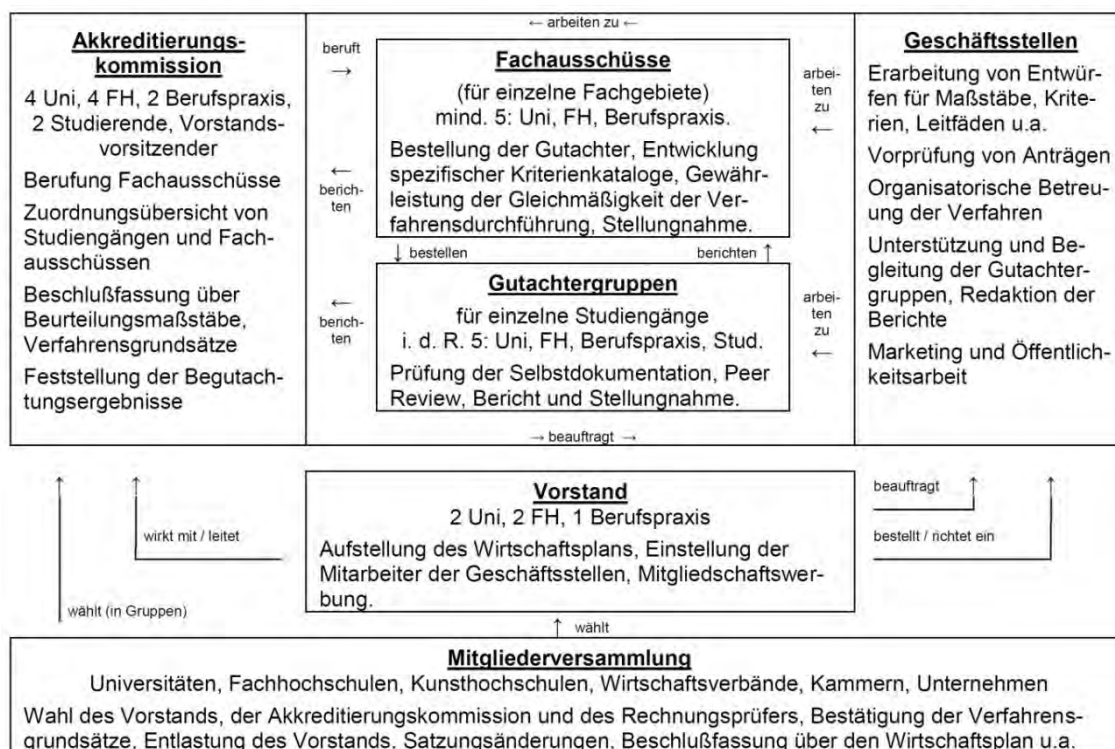 ← arbeiten zu ←
Akkreditierungs-
kommission
4 Uni, 4 FH, 2 Berufspraxis,
2 Studierende, Vorstands-
vorsitzender
Berufung Fachausschüsse
Zuordnungsübersicht von
Studiengängen und Fach-
ausschüssen
Beschlußfassung über
Beurteilungsmaßstäbe,
Verfahrensgrundsätze
Feststellung der Begutach-
tungsergebnisse
beruft
→
←
berich-
ten
←
berich-
ten
Fachausschüsse
(für einzelne Fachgebiete)
mind. 5: Uni, FH, Berufspraxis.
Bestellung der Gutachter, Entwicklung
spezifischer Kriterienkataloge, Gewähr-
leistung der Gleichmäßigkeit der Ver-
fahrensdurchführung, Stellungnahme.
↓ bestellen
berichten ↑
Gutachtergruppen
für einzelne Studiengänge
i. d. R. 5: Uni, FH, Berufspraxis, Stud.
Prüfung der Selbstdokumentation, Peer
Review, Bericht und Stellungnahme.
→ beauftragt →
arbei-
ten
zu
←
arbei-
ten
zu
←
Geschäftsstellen
Erarbeitung von Entwür-
fen für Maßstäbe, Krite-
rien, Leitfäden u.a.
Vorprüfung von Anträgen
Organisatorische Betreu-
ung der Verfahren
Unterstützung und Be-
gleitung der Gutachter-
gruppen, Redaktion der
Berichte
Marketing und Öffentlich-
keitsarbeit
wirkt mit / leitet
wählt (in Gruppen)
Vorstand
2 Uni, 2 FH, 1 Berufspraxis
Aufstellung des Wirtschaftsplans, Einstellung der
Mitarbeiter der Geschäftsstellen, Mitgliedschaftswer-
bung.
beauftragt
bestellt / richtet ein
↑ wählt
Mitgliederversammlung
Universitäten, Fachhochschulen, Kunsthochschulen, Wirtschaftsverbände, Kammern, Unternehmen
Wahl des Vorstands, der Akkreditierungskommission und des Rechnungsprüfers, Bestätigung der Verfahrens-
grundsätze, Entlastung des Vorstands, Satzungsänderungen, Beschlußfassung über den Wirtschaftsplan u.a.